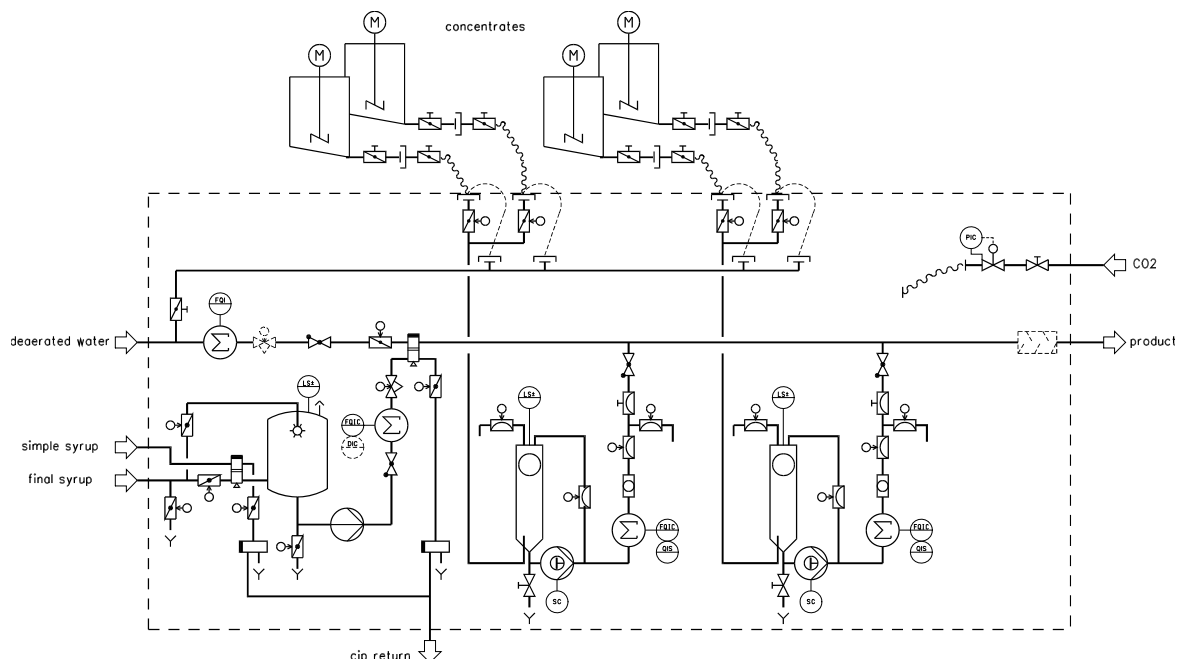 M
concentrates
M
M
M
PIC
CO2
FQI
deaerated water
product
LS±
LS±
LS±
FQIC
DIC
simple syrup
final syrup
FQIC
QIS
FQIC
QIS
SC
SC
cip return